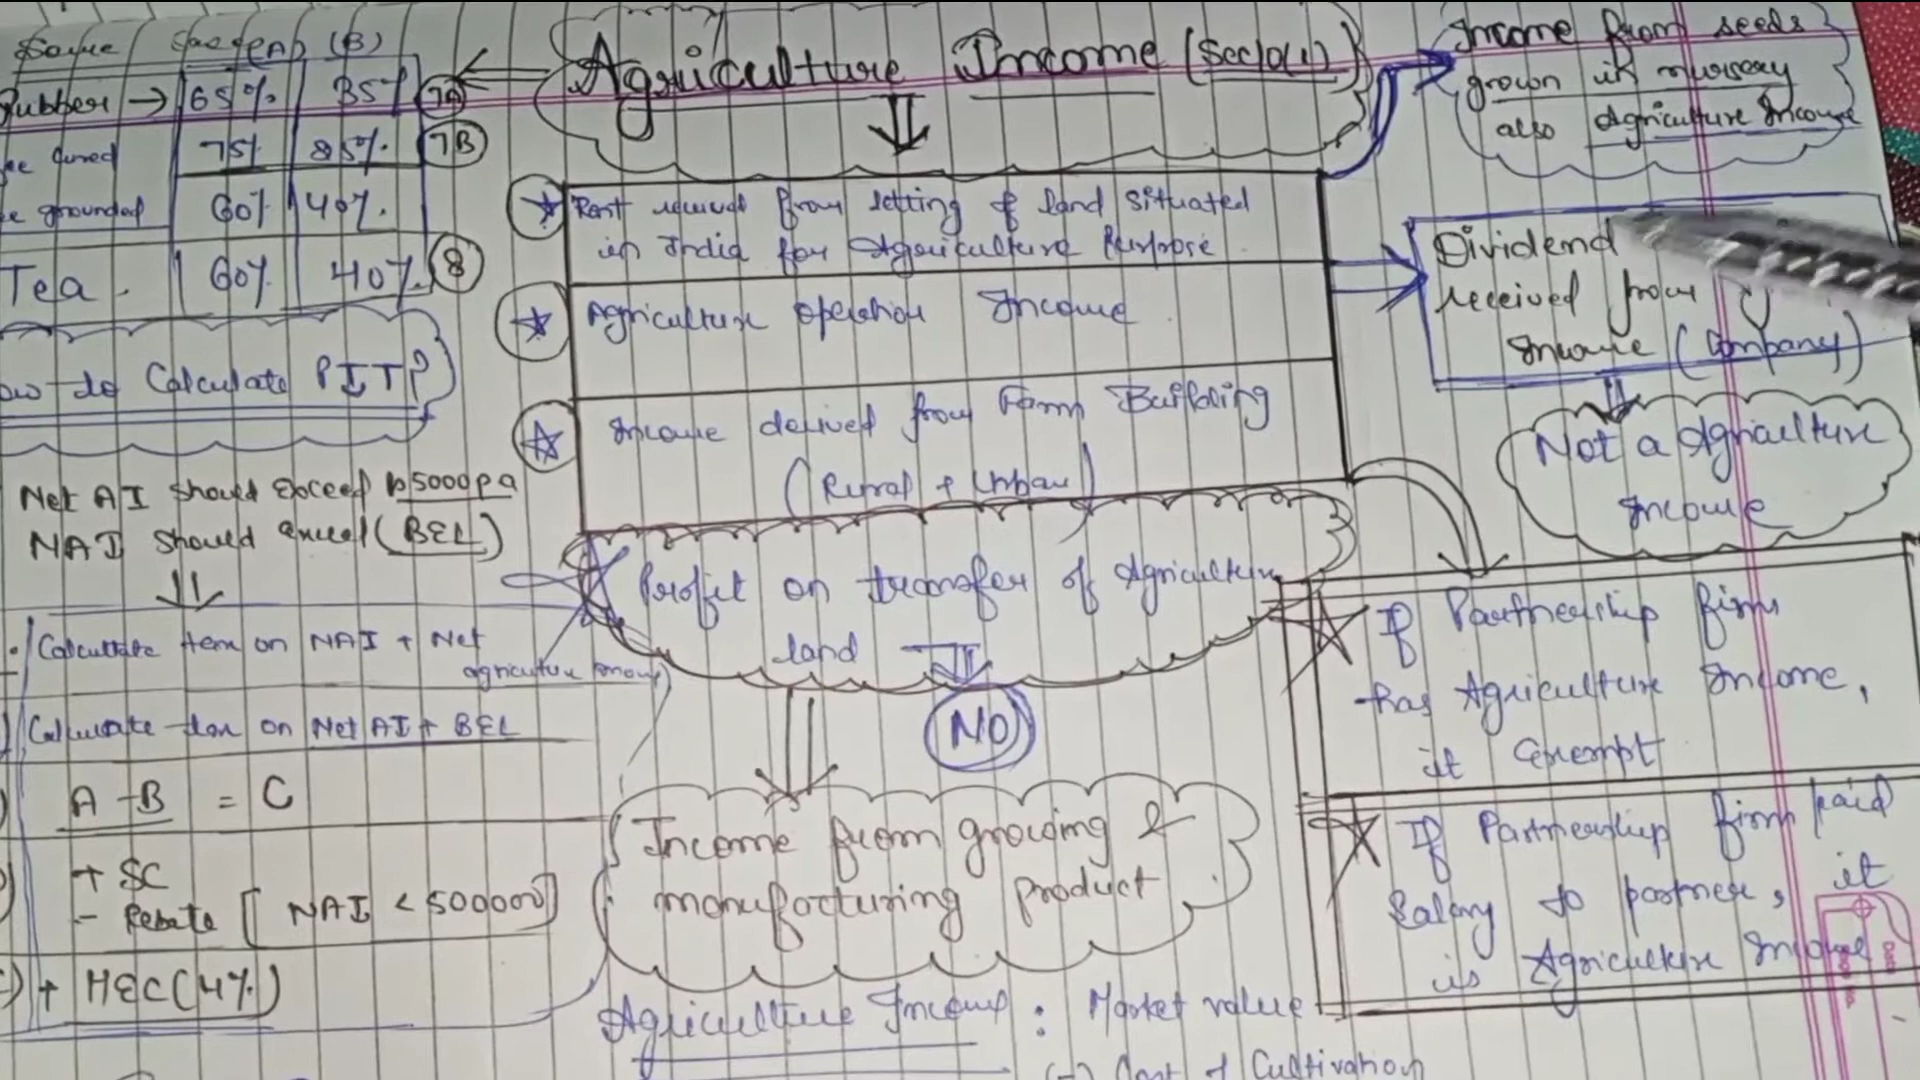 Agriculture Income (Sec10(1))
Income from seeds
grown in nursery
also Agriculture Income
(A) (B)
Rubber → 65% 35% 7A
cured 75% 25% 7B
grounded 60% 40%
Tea. 60% 40% 8
to Calculate PIT?
Net AI should exceed 5000 pa
NAI should exceed (BEL)
Calculate tax on NAI + Net
agriculture Income
Calculate tax on Net AI + BEL
A - B = C
+ SC
- Rebate [NAI < 500000]
+ HEC (4%)
Rent received from letting of land situated
in India for Agriculture Purpose
Agriculture operation Income
Income derived from Farm Building
(Rural + Urban)
Profit on transfer of Agriculture
land
NO
Income from growing &
manufacturing product
Agriculture Income : Market value
(-) Cost of Cultivation
Dividend
received from
Income (Company)
Not a Agriculture
Income
If Partnership firm
has Agriculture Income,
it exempt
If Partnership firm paid
Salary to partner, it
is Agriculture Income